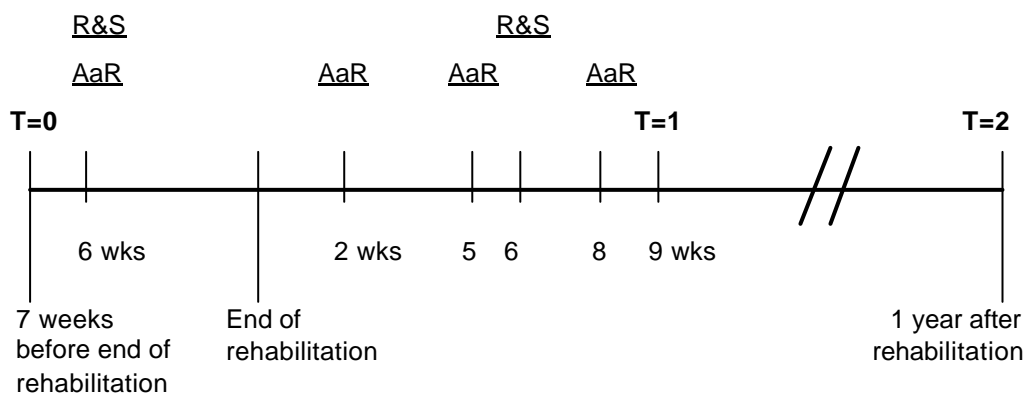 R&S R&S
AaR AaR AaR AaR
T=0 T=1 T=2
6 wks 2 wks 5 6 8 9 wks
7 weeks End of 1 year after
before end of rehabilitation rehabilitation
rehabilitation